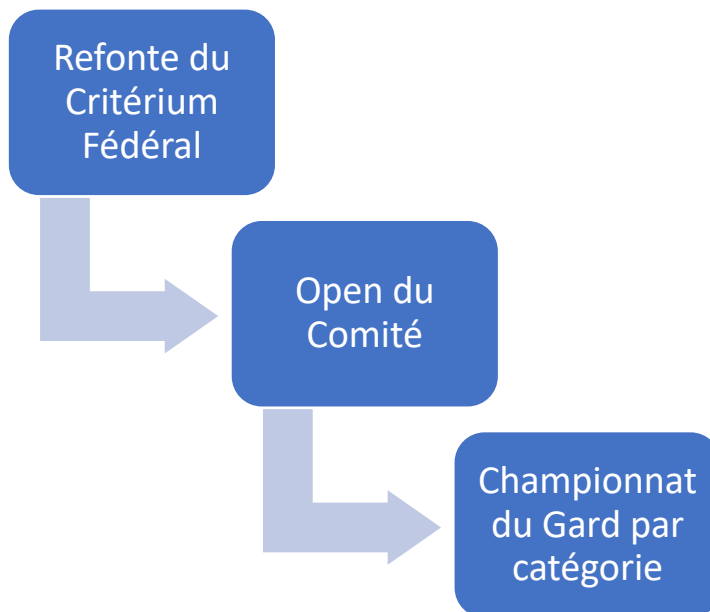 Refonte du
Critérium
Fédéral
Open du
Comité
Championnat
du Gard par
catégorie